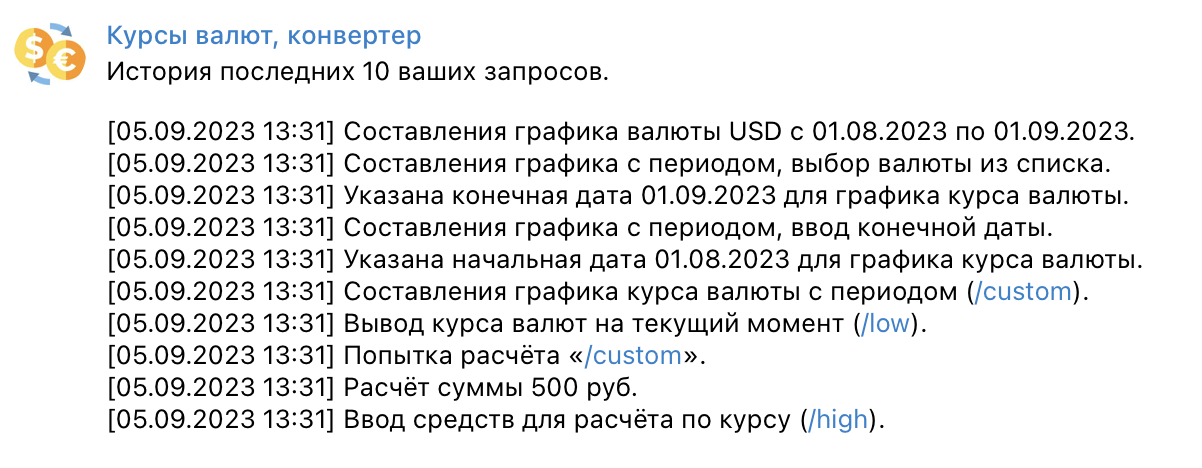 Курсы валют, конвертер
История последних 10 ваших запросов.
[05.09.2023 13:31] Составления графика валюты USD с 01.08.2023 по 01.09.2023.
[05.09.2023 13:31] Составления графика с периодом, выбор валюты из списка.
[05.09.2023 13:31] Указана конечная дата 01.09.2023 для графика курса валюты.
[05.09.2023 13:31] Составления графика с периодом, ввод конечной даты.
[05.09.2023 13:31] Указана начальная дата 01.08.2023 для графика курса валюты.
[05.09.2023 13:31] Составления графика курса валюты с периодом (/custom).
[05.09.2023 13:31] Вывод курса валют на текущий момент (/low).
[05.09.2023 13:31] Попытка расчёта «/custom».
[05.09.2023 13:31] Расчёт суммы 500 руб.
[05.09.2023 13:31] Ввод средств для расчёта по курсу (/high).